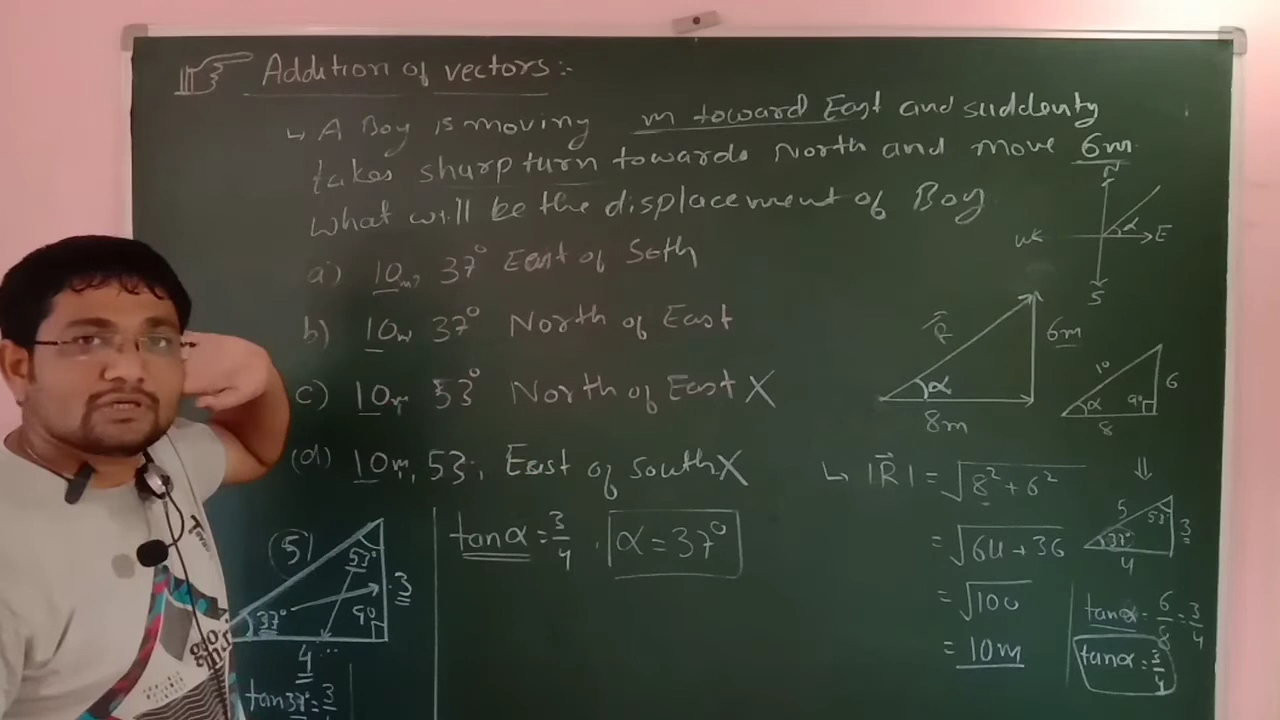 Addition of vectors:-
↳ A Boy is moving m toward East and suddenty
takes sharp turn towards North and move 6m.
what will be the displacement of Boy
a) 10m, 37° East of Soth
b) 10m 37° North of East
c) 10m 53° North of East X
(d) 10m, 53, East of south X
N
E
S
α
R
6m
α
8m
10
6
α
90
8
↳ |R| = √8²+6²
= √64+36
= √100
= 10m
5
53°
3
37°
4
tanα = 6/8 = 3/4
tanα = 3/4
tanα = 3/4 . α = 37°
5
53°
3
37°
90
4
tan37° = 3/